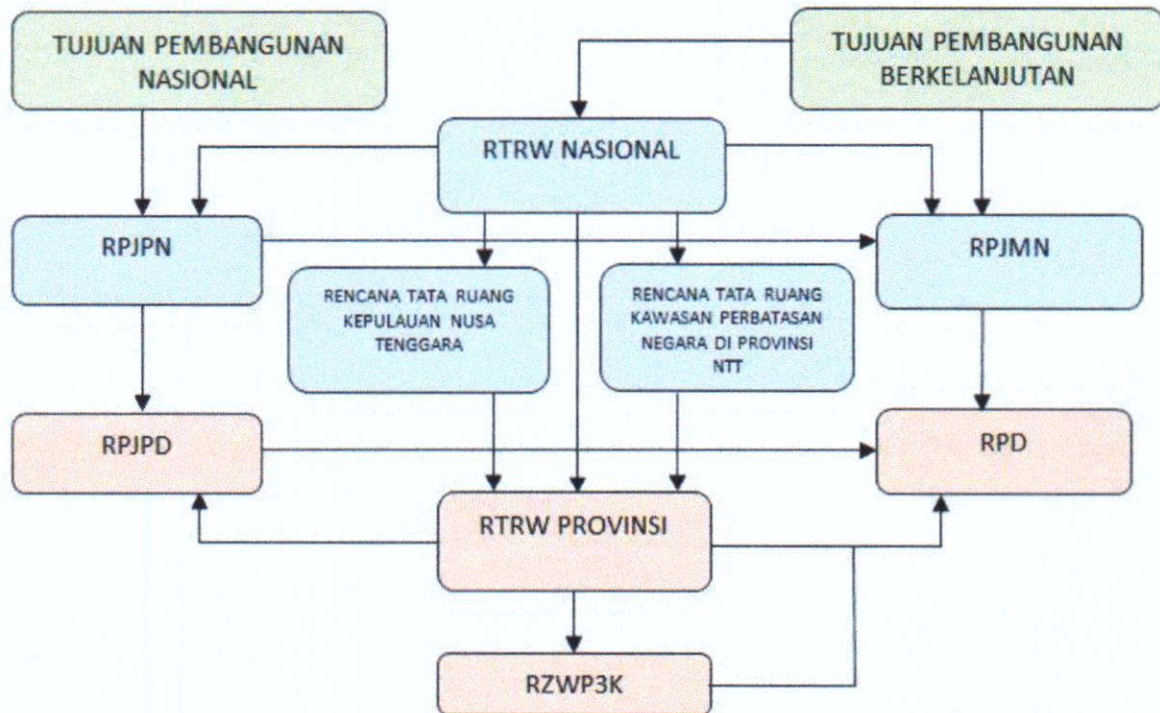 TUJUAN PEMBANGUNAN
NASIONAL
TUJUAN PEMBANGUNAN
BERKELANJUTAN
RTRW NASIONAL
RPJPN
RPJMN
RENCANA TATA RUANG
KEPULAUAN NUSA
TENGGARA
RENCANA TATA RUANG
KAWASAN PERBATASAN
NEGARA DI PROVINSI
NTT
RPJPD
RPD
RTRW PROVINSI
RZWP3K